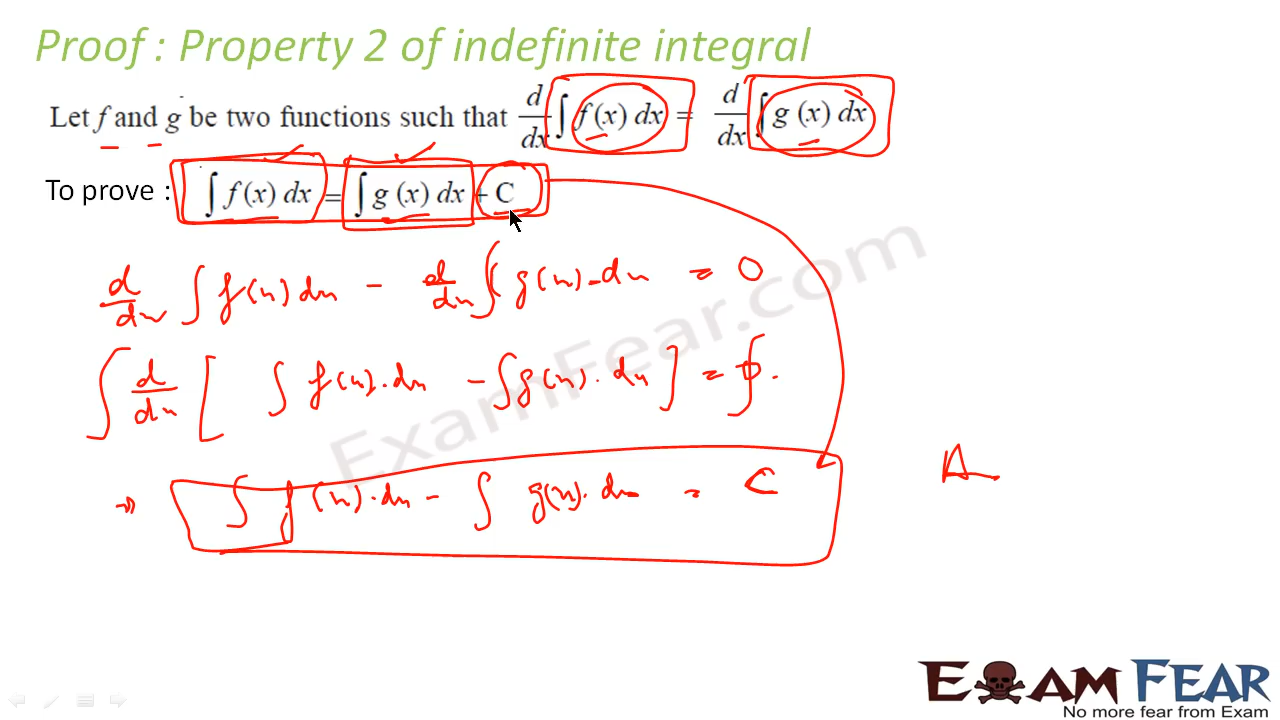 Proof : Property 2 of indefinite integral
Let f and g be two functions such that d/dx ∫ f(x) dx = d/dx ∫ g (x) dx
To prove : ∫ f(x) dx = ∫ g (x) dx + C
d/dx ∫ f(x) dx − d/dx ∫ g(x) dx = 0
∫ d/dx [ ∫ f(x) . dx − ∫ g(x) . dx ] = ∫ 0 .
⇒ ∫ f(x) . dx − ∫ g(x) . dx = C
A
ExamFear.com
EXAM FEAR
No more fear from Exam